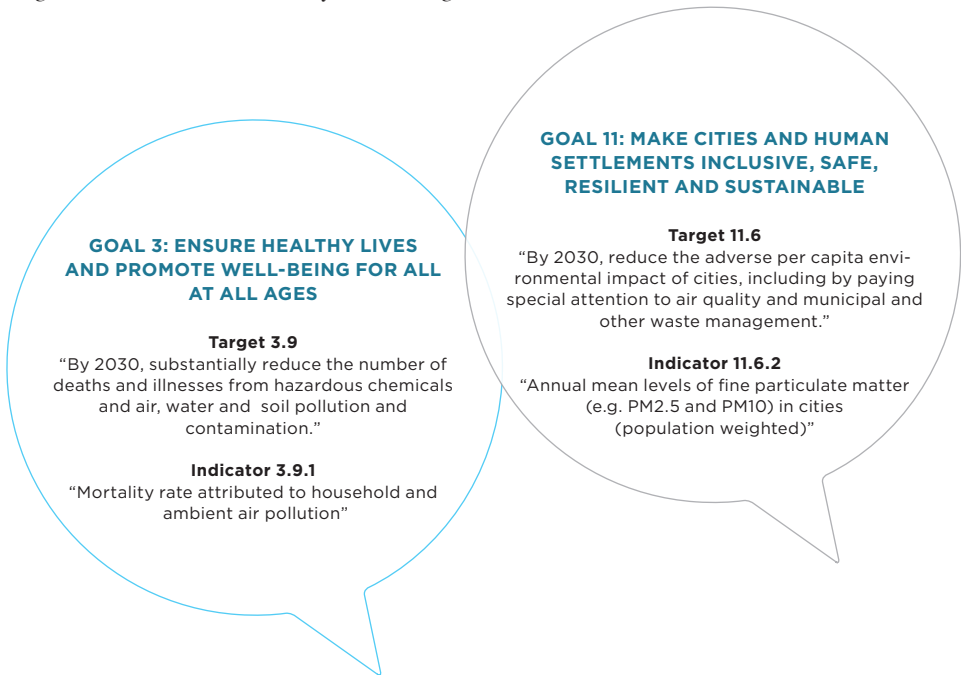 GOAL 3: ENSURE HEALTHY LIVES
AND PROMOTE WELL-BEING FOR ALL
AT ALL AGES
Target 3.9
“By 2030, substantially reduce the number of
deaths and illnesses from hazardous chemicals
and air, water and  soil pollution and
contamination.”
Indicator 3.9.1
“Mortality rate attributed to household and
ambient air pollution”
GOAL 11: MAKE CITIES AND HUMAN
SETTLEMENTS INCLUSIVE, SAFE,
RESILIENT AND SUSTAINABLE
Target 11.6
“By 2030, reduce the adverse per capita envi-
ronmental impact of cities, including by paying
special attention to air quality and municipal and
other waste management.”
Indicator 11.6.2
“Annual mean levels of fine particulate matter
(e.g. PM2.5 and PM10) in cities
(population weighted)”